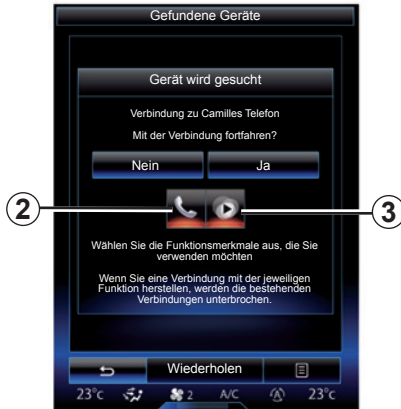 Gefundene Geräte
Gerät wird gesucht
Verbindung zu Camilles Telefon
Mit der Verbindung fortfahren?
Nein
Ja
2
3
Wählen Sie die Funktionsmerkmale aus, die Sie
verwenden möchten
Wenn Sie eine Verbindung mit der jeweiligen
Funktion herstellen, werden die bestehenden
Verbindungen unterbrochen.
Wiederholen
23°c
2
A/C
A
23°c